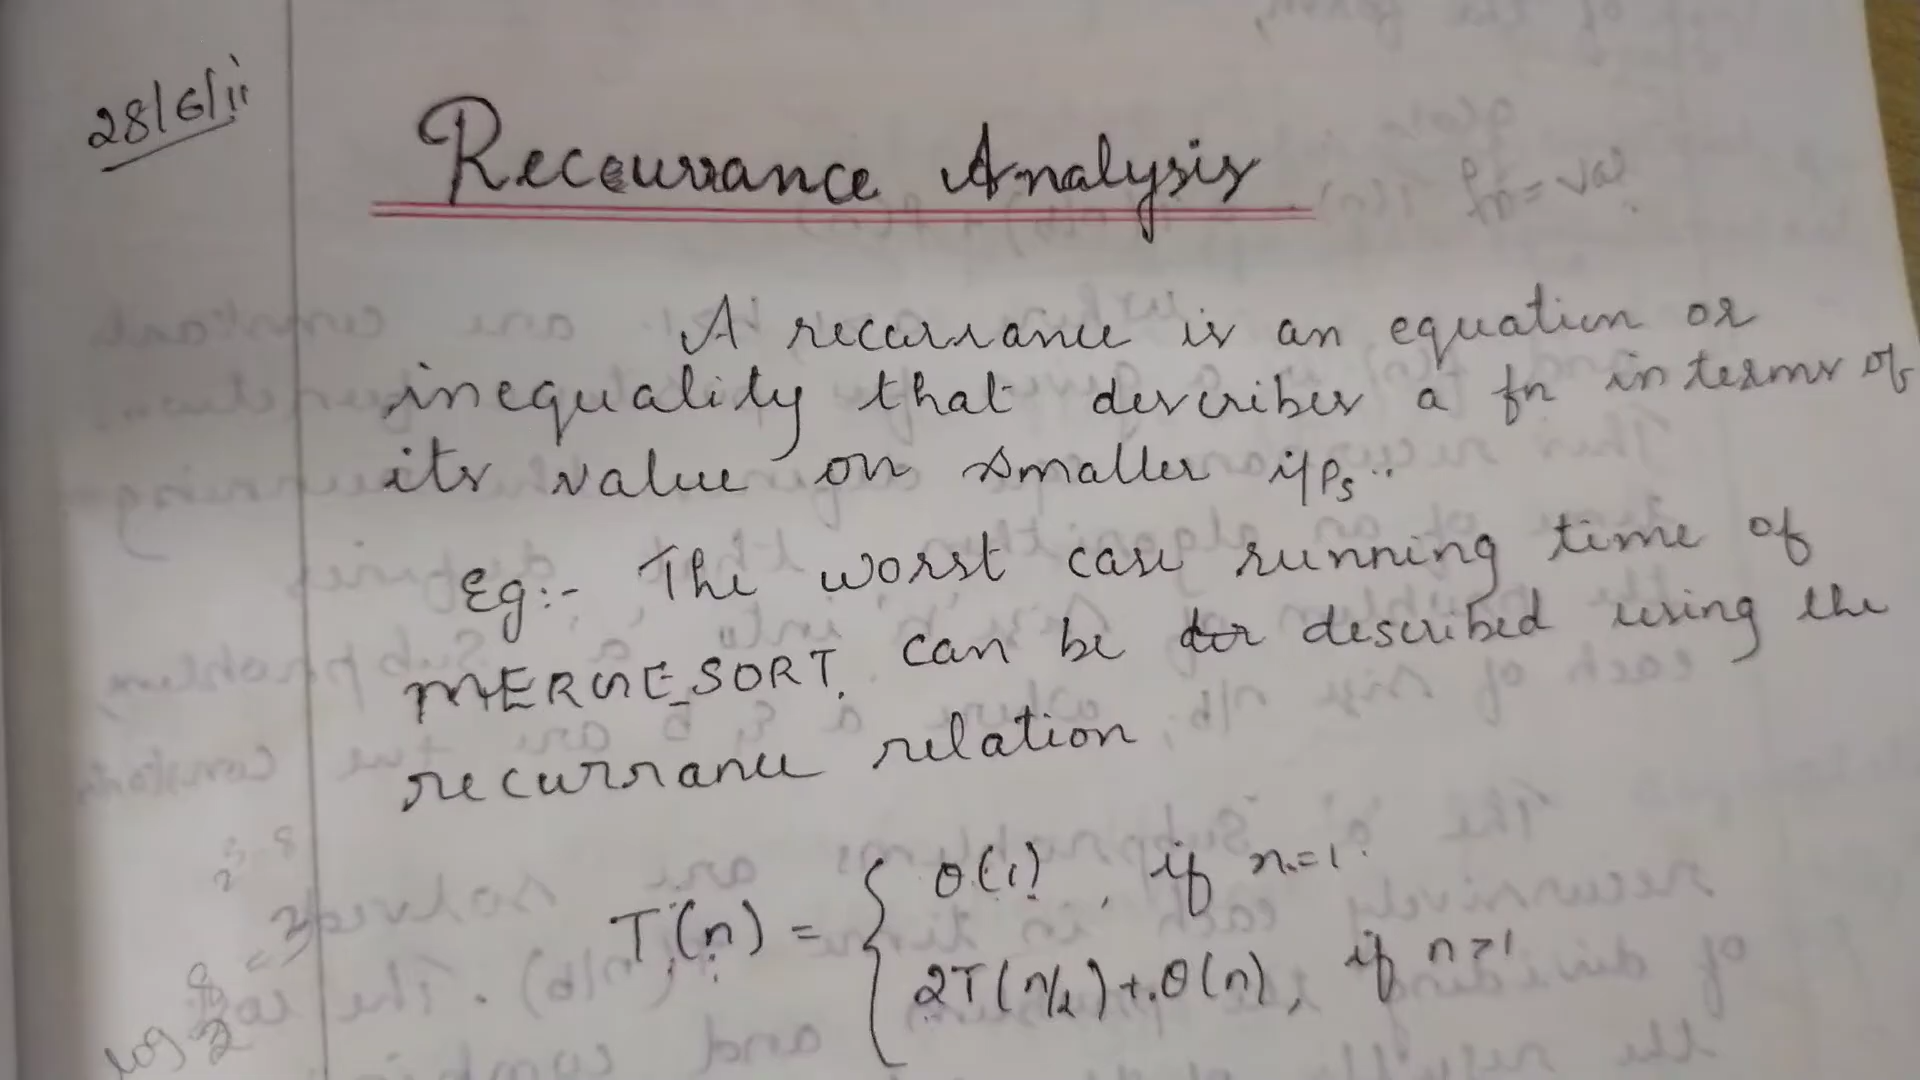 28/6/11
Reccurrance Analysis
A recurrance is an equation or
inequality that describes a fn in terms of
its value on smaller i/ps..
Eg:- The worst case running time of
MERGE_SORT. can be described using the
recurrance relation
T(n) = { θ(1), if n=1
2T(n/2)+θ(n), if n>1